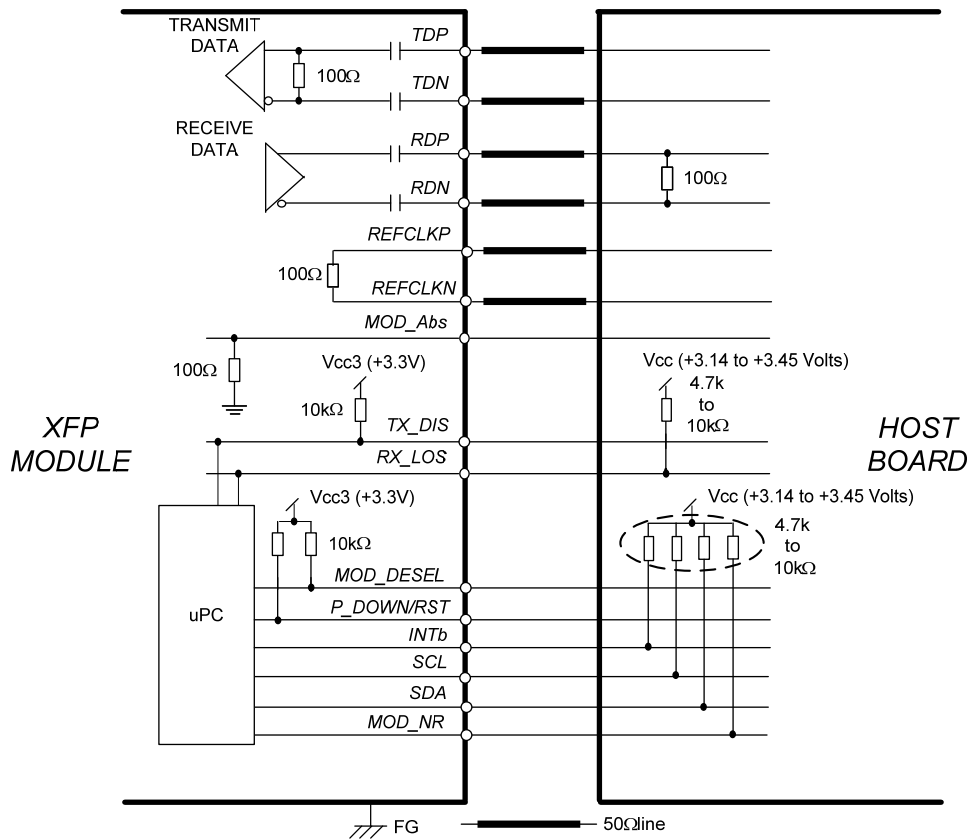 TRANSMIT
DATA
TDP
100Ω
TDN
RECEIVE
DATA
RDP
100Ω
RDN
REFCLKP
100Ω
REFCLKN
MOD_Abs
100Ω
Vcc3 (+3.3V)
10kΩ
Vcc (+3.14 to +3.45 Volts)
4.7k
to
10kΩ
TX_DIS
RX_LOS
XFP
MODULE
HOST
BOARD
Vcc3 (+3.3V)
10kΩ
Vcc (+3.14 to +3.45 Volts)
4.7k
to
10kΩ
MOD_DESEL
P_DOWN/RST
uPC
INTb
SCL
SDA
MOD_NR
FG
50Ωline